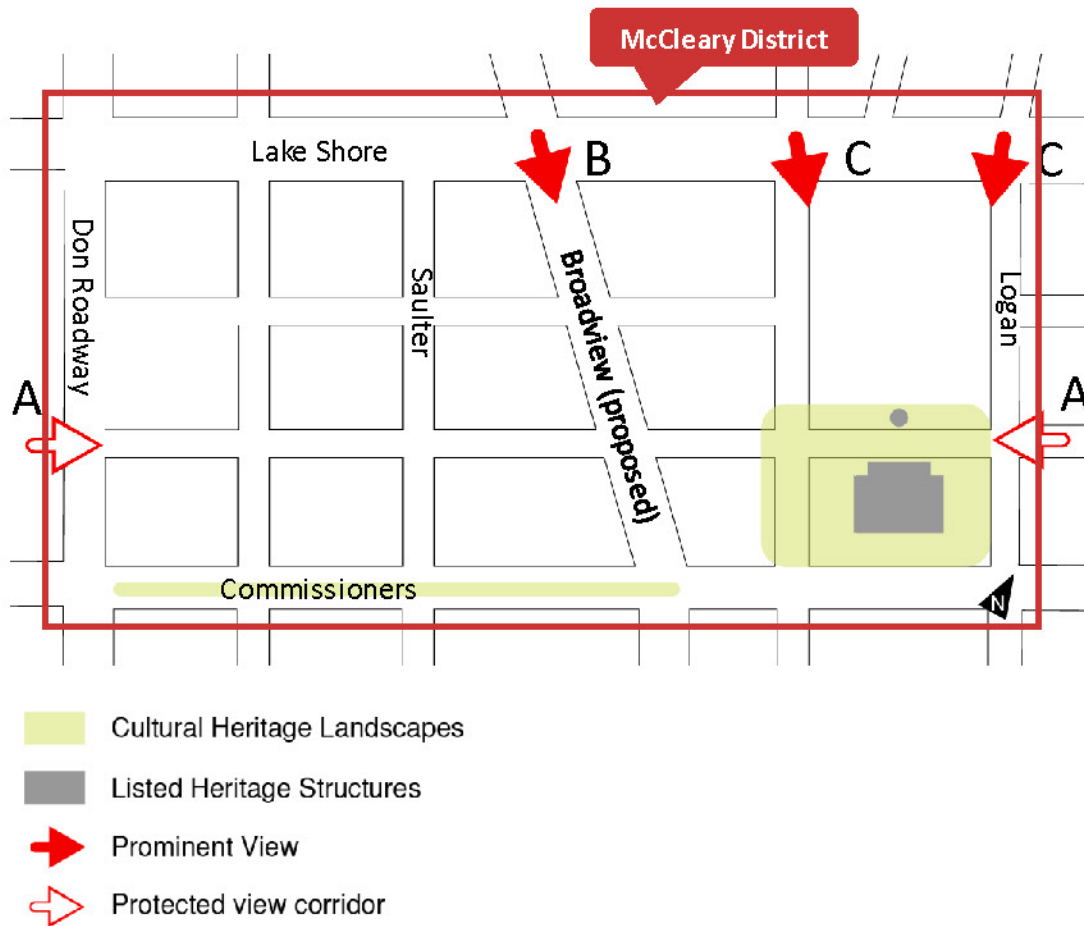 McCleary District
Lake Shore
B
C
C
Don Roadway
Saulter
Broadview (proposed)
Logan
A
A
Commissioners
N
Cultural Heritage Landscapes
Listed Heritage Structures
Prominent View
Protected view corridor